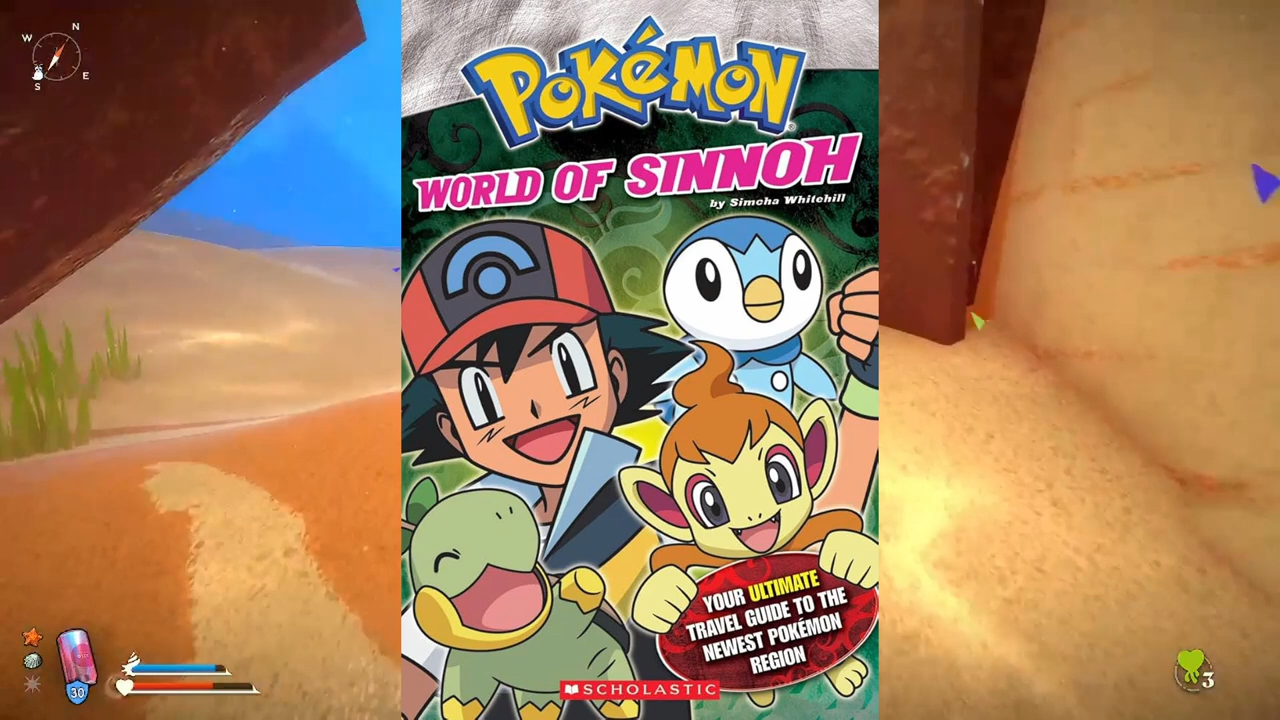 N
W
E
S
POKéMON®
WORLD OF SINNOH
by Simcha Whitehill
YOUR ULTIMATE
TRAVEL GUIDE TO THE
NEWEST POKÉMON
REGION
SCHOLASTIC
30
3